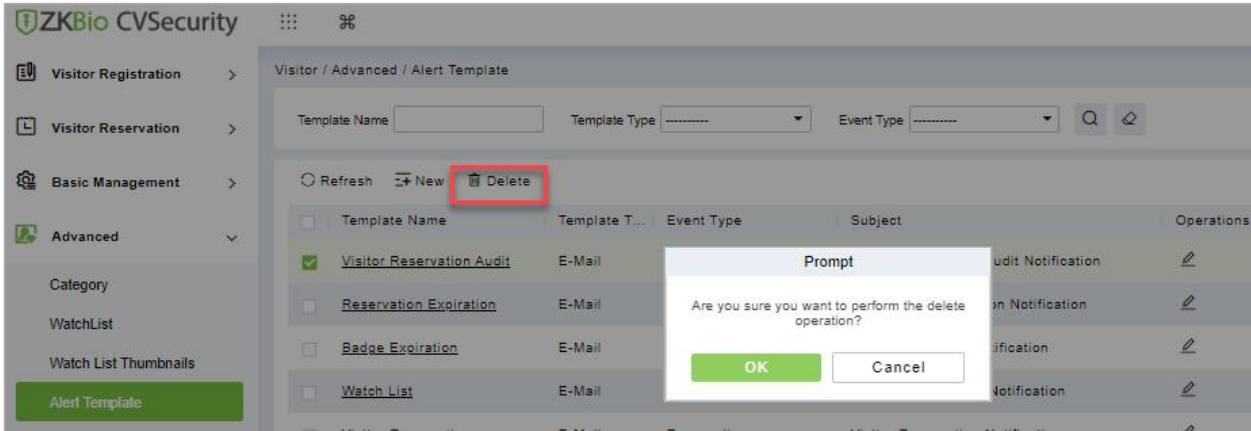 ZKBio CVSecurity
Visitor Registration
Visitor Reservation
Basic Management
Advanced
Category
WatchList
Watch List Thumbnails
Alert Template
Visitor / Advanced / Alert Template
Template Name Template Type ---------- Event Type ----------
Refresh New Delete
Template Name Template T... Event Type Subject Operations
Visitor Reservation Audit E-Mail udit Notification
Reservation Expiration E-Mail on Notification
Badge Expiration E-Mail tification
Watch List E-Mail Notification
Prompt
Are you sure you want to perform the delete
operation?
OK Cancel